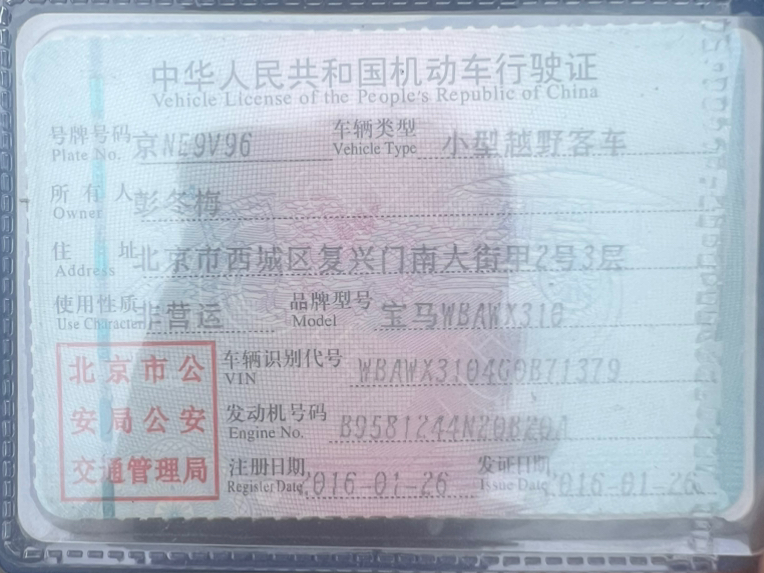 中华人民共和国机动车行驶证
Vehicle License of the People's Republic of China
号牌号码 京NE9V96 车辆类型 小型越野客车
Plate No. Vehicle Type
所有人 彭冬梅
Owner
住址 北京市西城区复兴门南大街甲2号3层
Address
使用性质 非营运 品牌型号 宝马WBAWX310
Use Character Model
北京市公 车辆识别代号 WBAWX3104G0B71379
VIN
安局公安 发动机号码 B9581244N20B20A
Engine No.
交通管理局 注册日期 2016-01-26 发证日期 2016-01-26
Register Date Issue Date